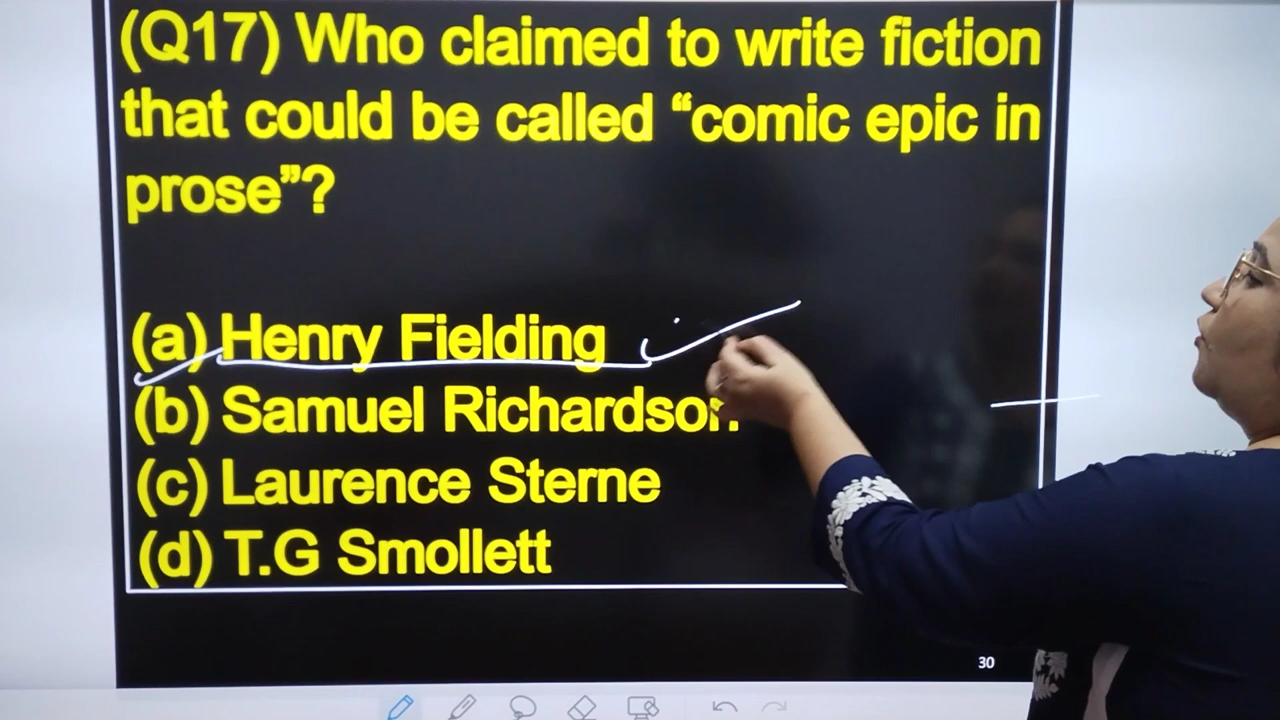 (Q17) Who claimed to write fiction
that could be called “comic epic in
prose”?
(a) Henry Fielding
(b) Samuel Richardson
(c) Laurence Sterne
(d) T.G Smollett
30